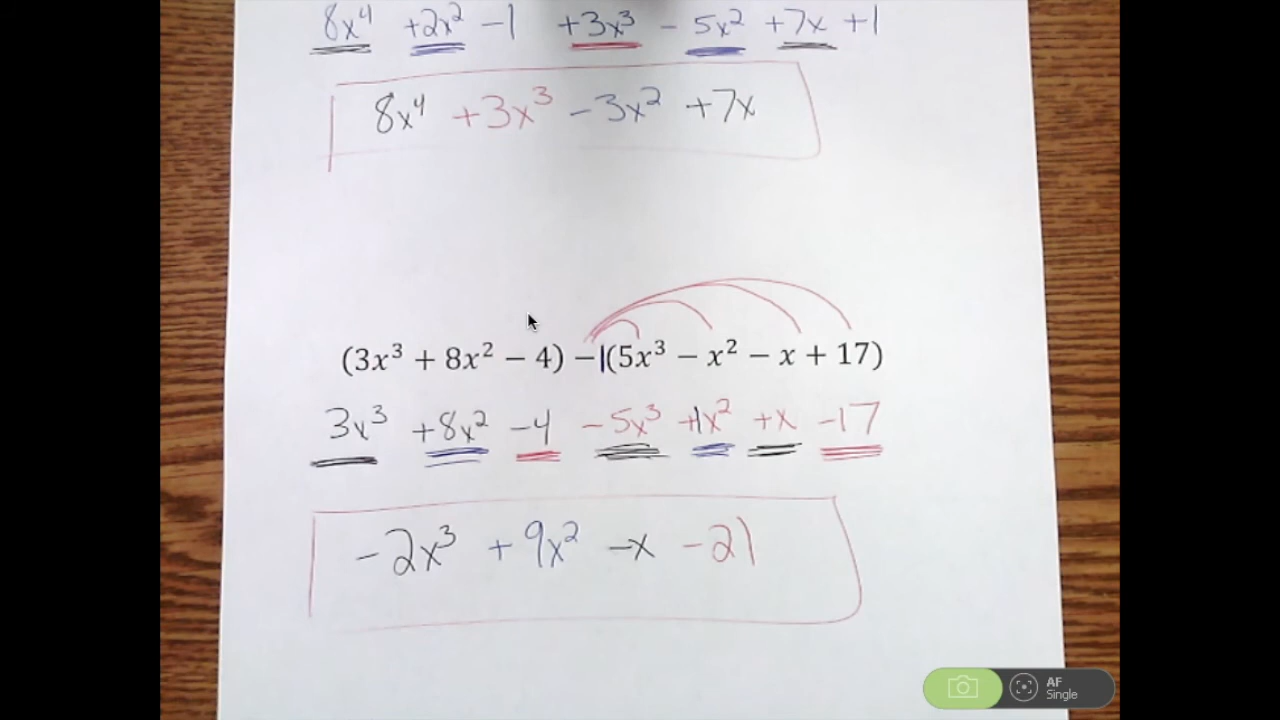 8x⁴ +2x² -1 +3x³ - 5x² +7x +1
8x⁴ +3x³ -3x² +7x
(3x³ + 8x² − 4) −1(5x³ − x² − x + 17)
3x³ +8x² -4 -5x³ +1x² +x -17
-2x³ +9x² -x -21
AF
Single